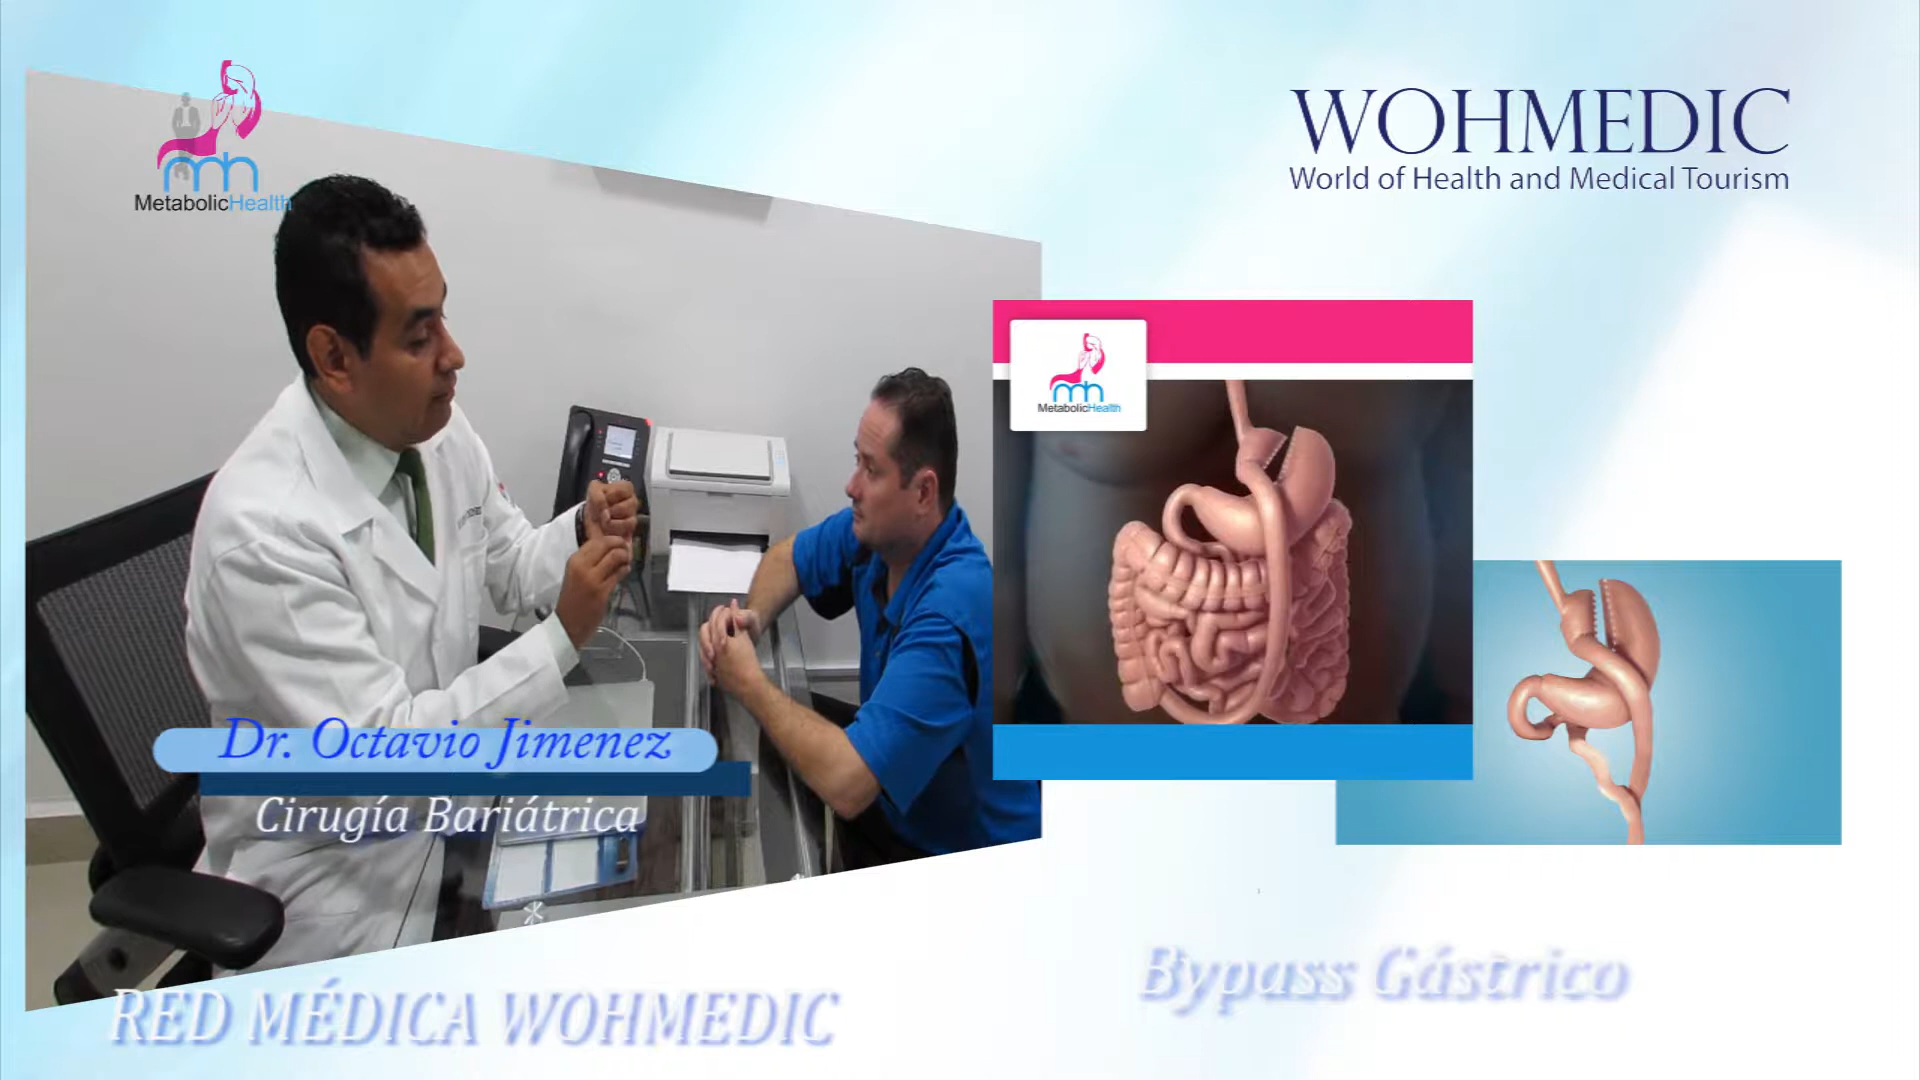 MetabolicHealth
WOHMEDIC
World of Health and Medical Tourism
MetabolicHealth
Dr. Octavio Jimenez
Cirugía Bariátrica
Bypass Gástrico
RED MÉDICA WOHMEDIC